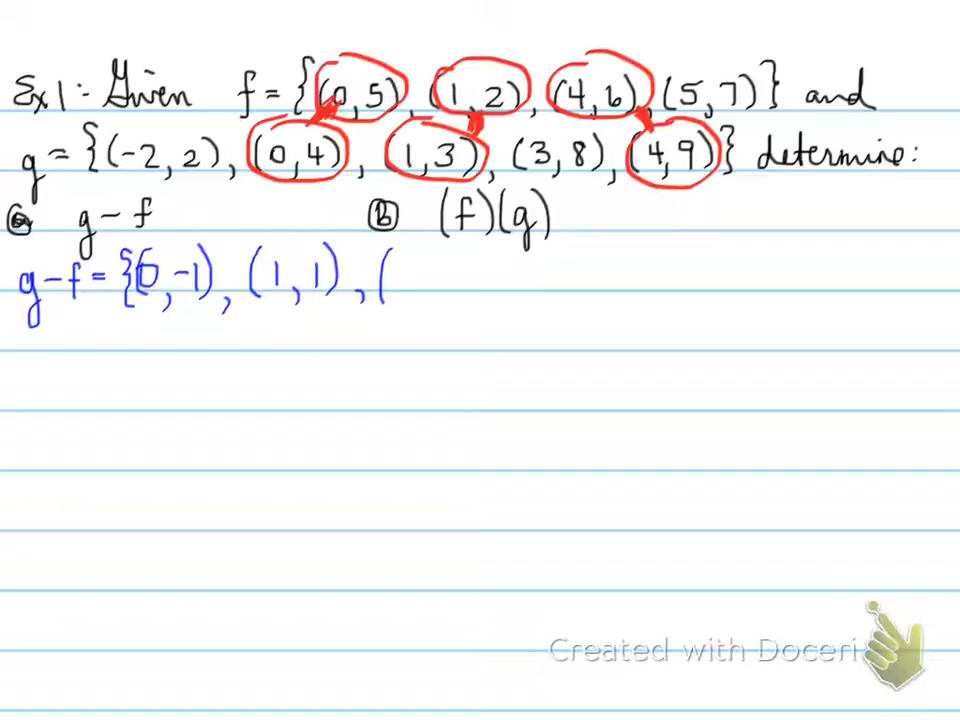 Ex 1: Given f = {(0,5), (1,2), (4,6), (5,7)} and
g = {(-2,2), (0,4), (1,3), (3,8), (4,9)} determine:
ⓐ g - f ⓑ (f)(g)
g - f = {(0,-1), (1,1), (
Created with Doceri